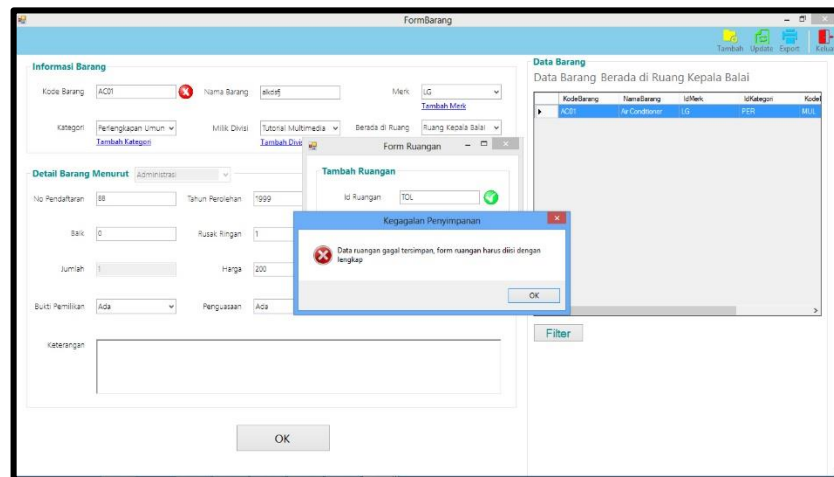 FormBarang
Tambah Update Export Keluar
Informasi Barang
Kode Barang AC01 Nama Barang Merk LG
Tambah Merk
Kategori Perlengkapan Umun Milik Divisi Tutorial Multimedia Berada di Ruang Ruang Kepala Balai
Tambah Kategori Tambah Divis
Detail Barang Menurut Administrasi
No Pendaftaran 88 Tahun Perolehan 1999
Baik 0 Rusak Ringan 1
Jumlah 1 Harga 200
Bukti Pemilikan Ada Penguasaan Ada
Keterangan
OK
Form Ruangan
Tambah Ruangan
Id Ruangan TOL
Kegagalan Penyimpanan
Data ruangan gagal tersimpan, form ruangan harus diisi dengan
lengkap
OK
Data Barang
Data Barang Berada di Ruang Kepala Balai
KodeBarang NamaBarang IdMerk IdKategori Kodel
AC01 Air Conditioner LG PER MUL
Filter